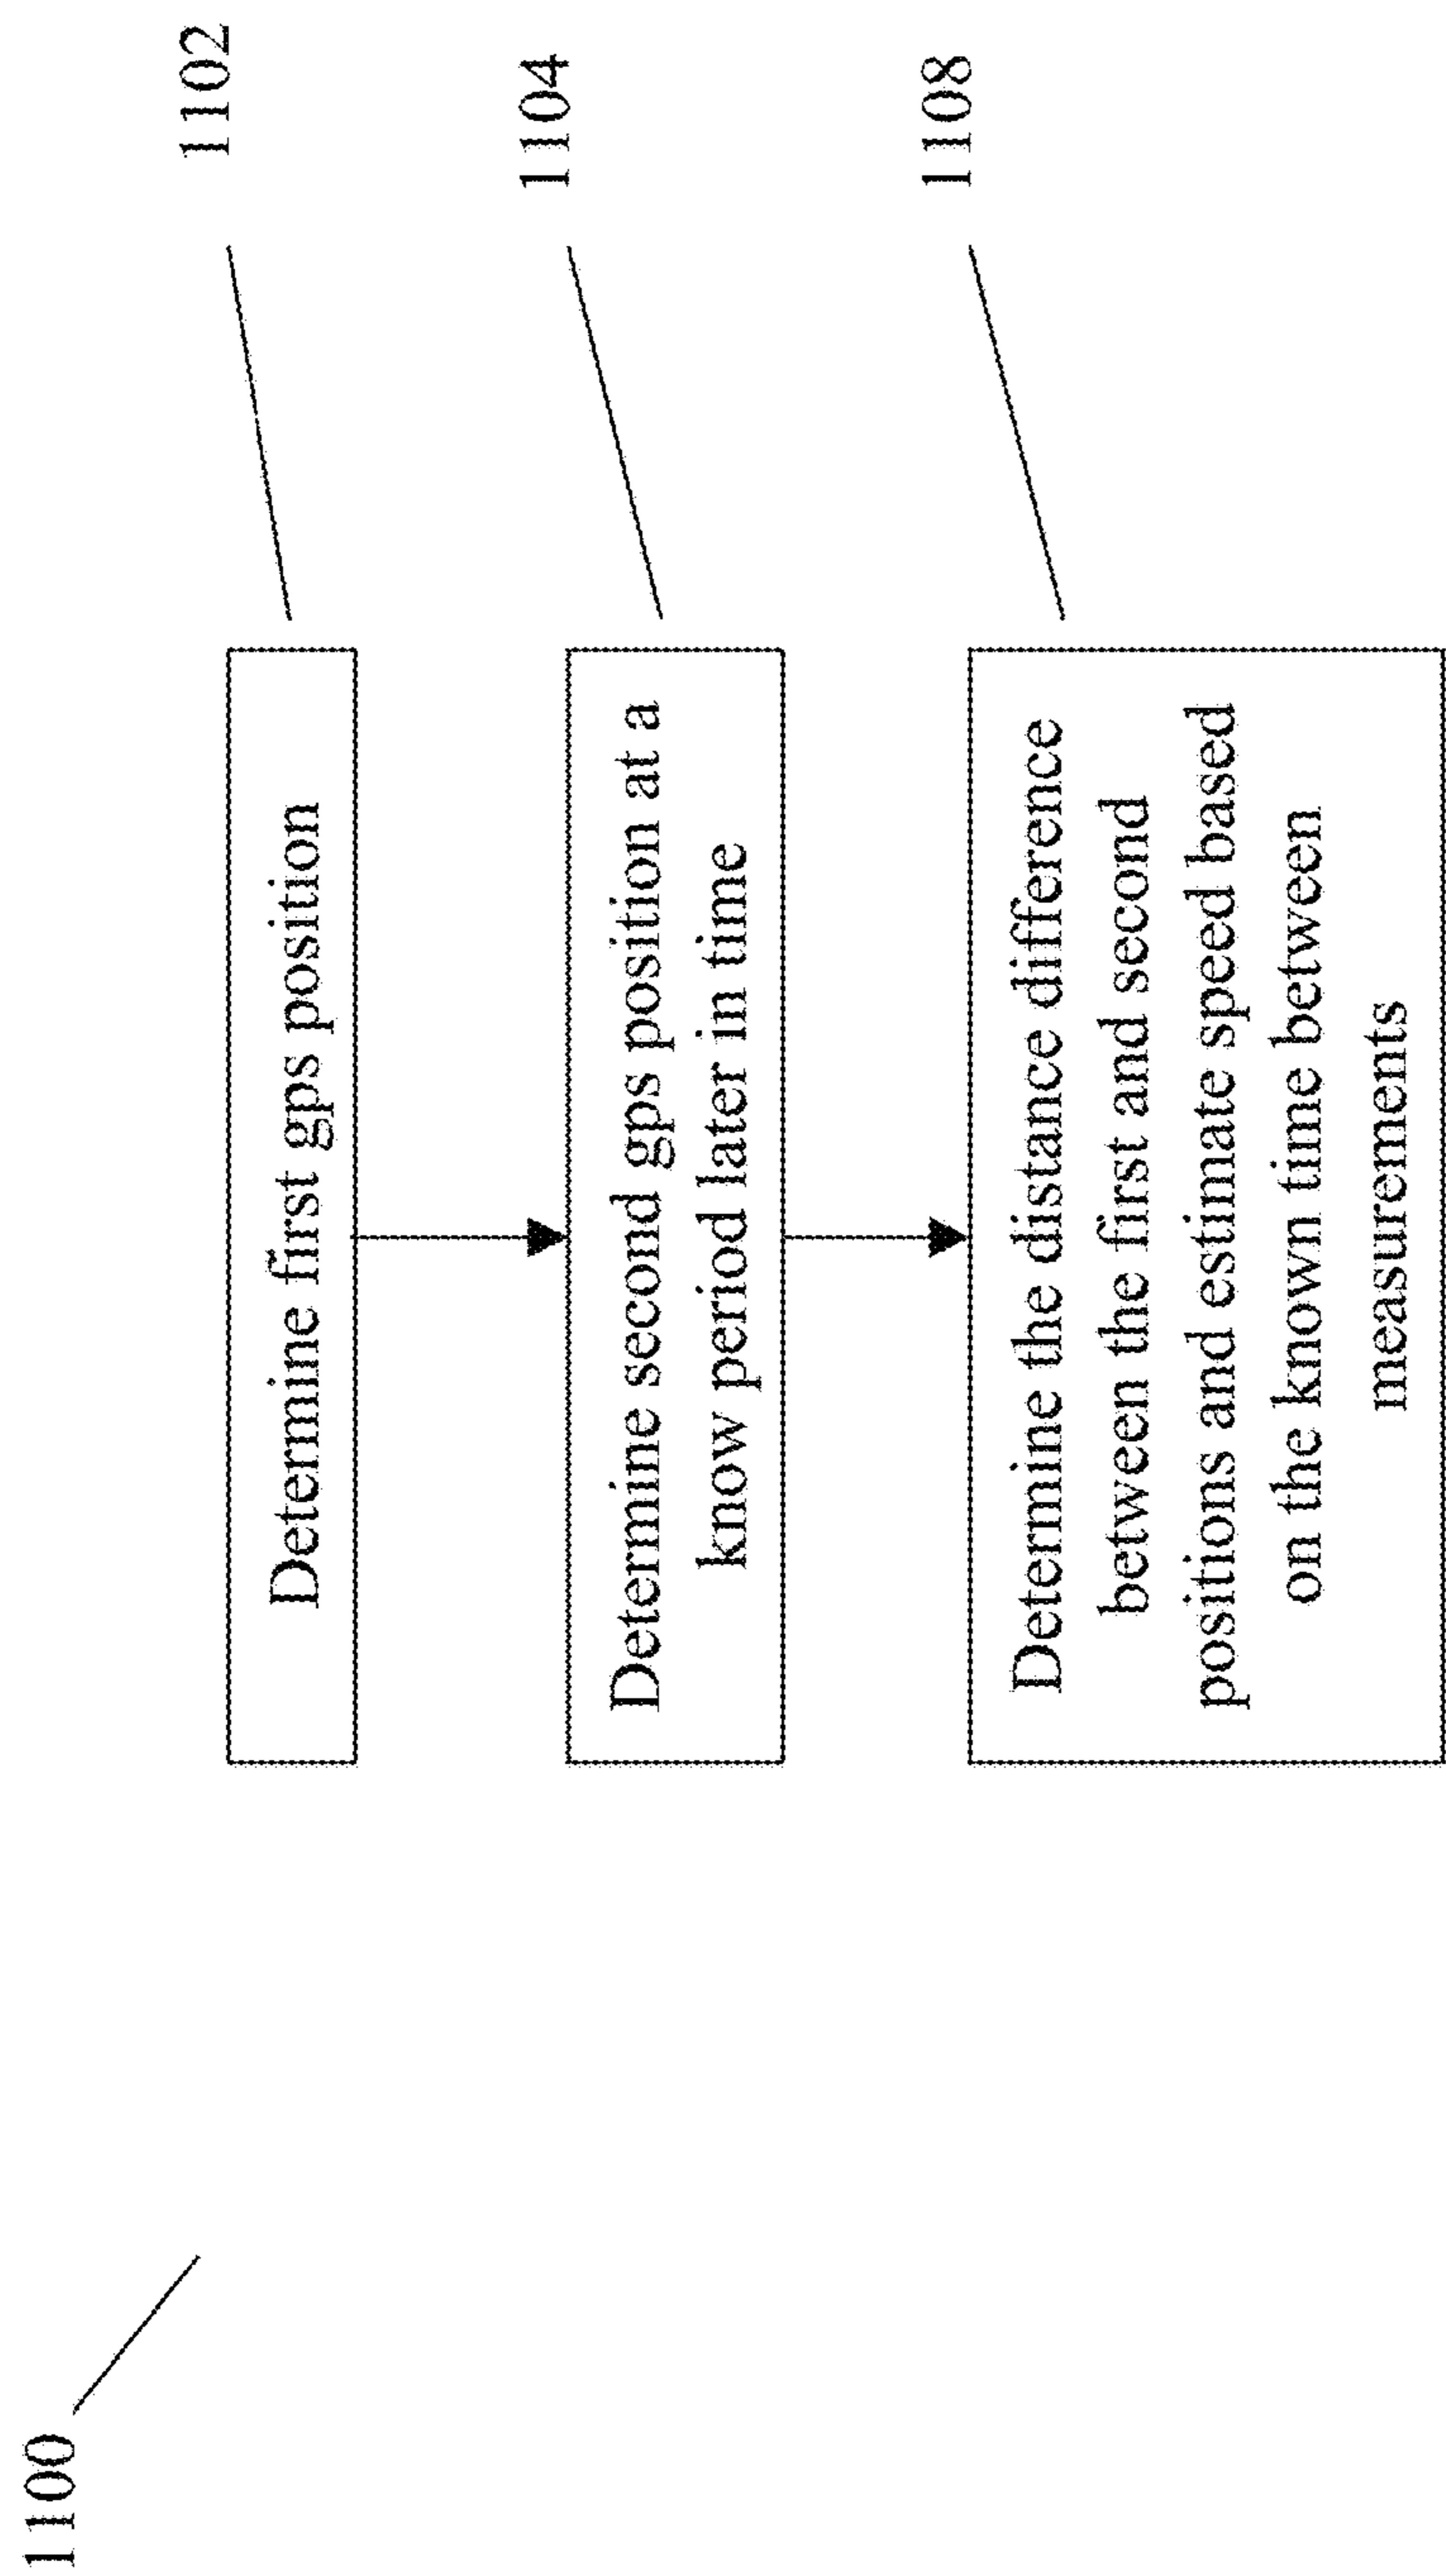 1100
1102
Determine first gps position
1104
Determine second gps position at a
know period later in time
1108
Determine the distance difference
between the first and second
positions and estimate speed based
on the known time between
measurements